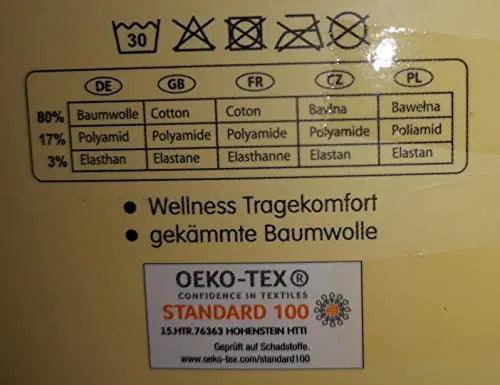 30
DE GB FR CZ PL
80% Baumwolle Cotton Coton Bavlna Bawełna
17% Polyamid Polyamide Polyamide Polyamide Poliamid
3% Elasthan Elastane Elasthanne Elastan Elastan
• Wellness Tragekomfort
• gekämmte Baumwolle
OEKO-TEX®
CONFIDENCE IN TEXTILES
STANDARD 100
15.HTR.76363 HOHENSTEIN HTTI
Geprüft auf Schadstoffe.
www.oeko-tex.com/standard100